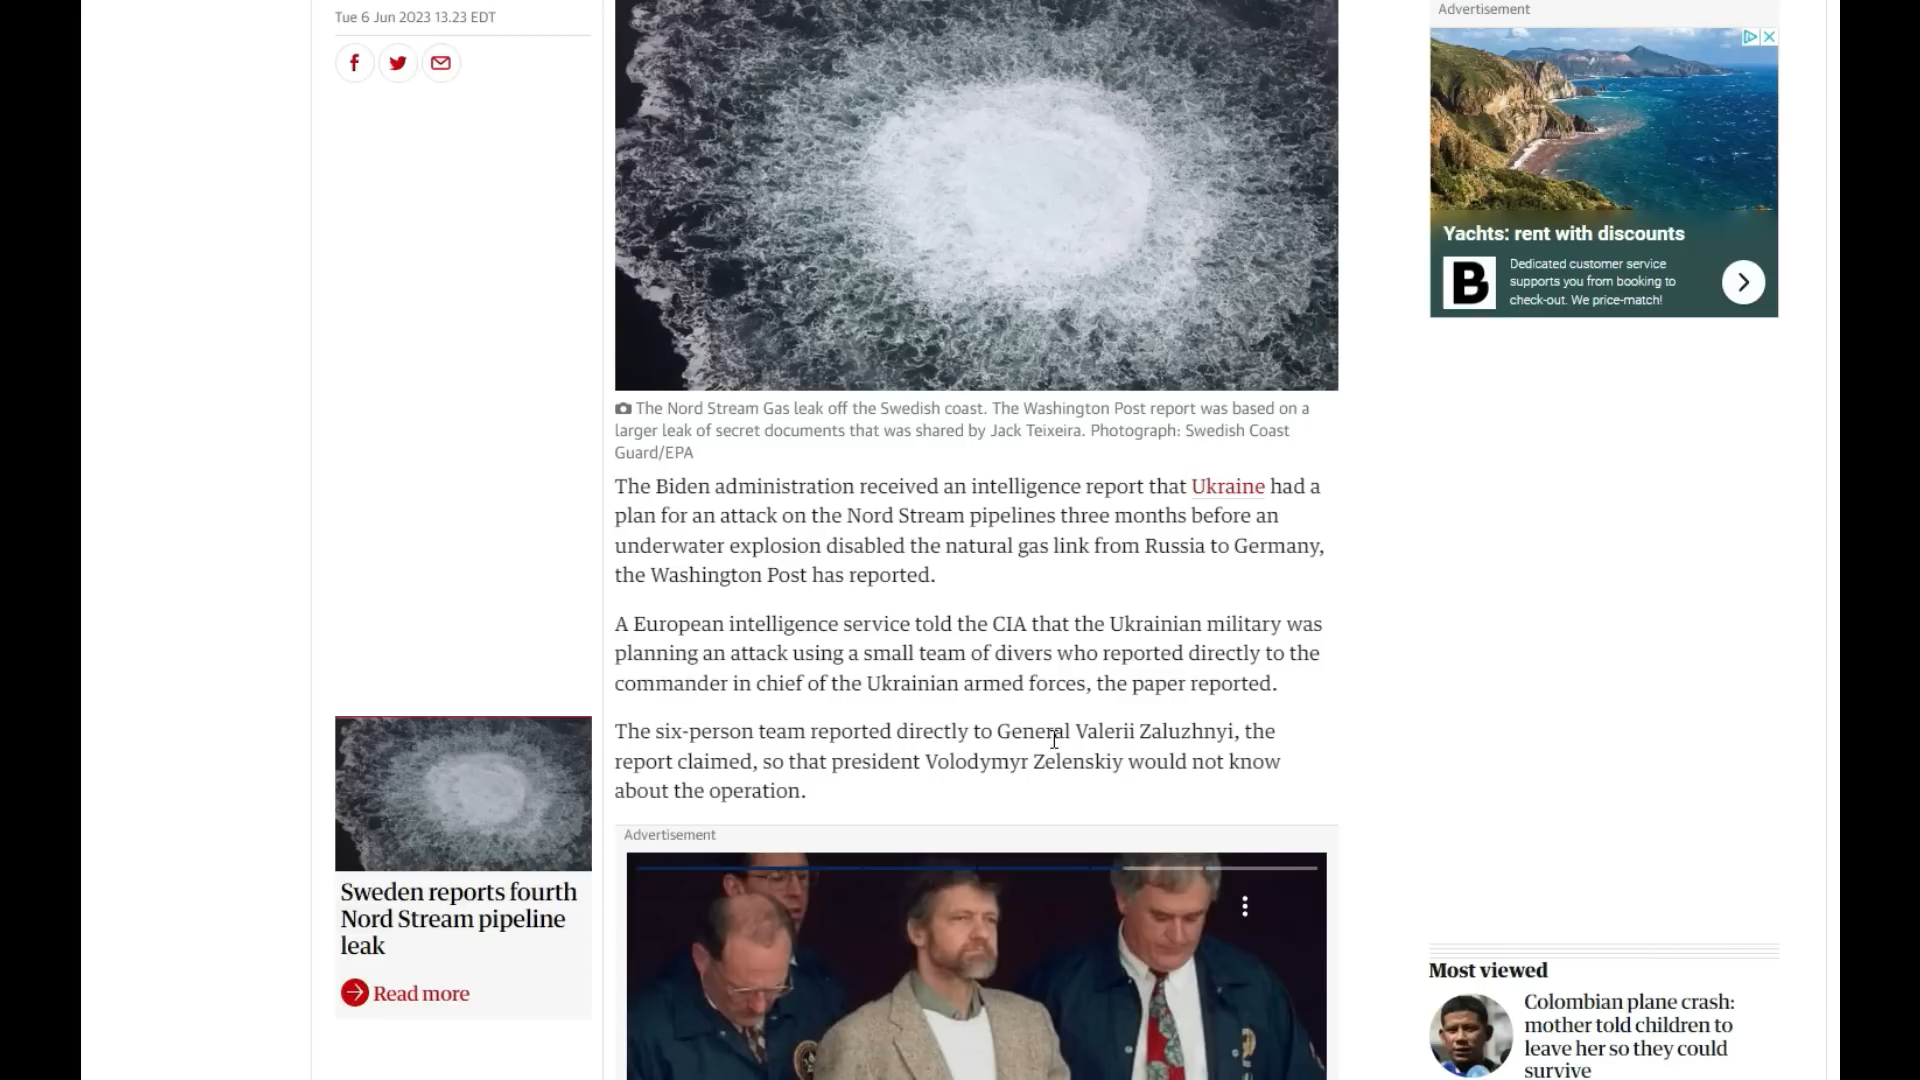 Tue 6 Jun 2023 13.23 EDT
The Nord Stream Gas leak off the Swedish coast. The Washington Post report was based on a
larger leak of secret documents that was shared by Jack Teixeira. Photograph: Swedish Coast
Guard/EPA
The Biden administration received an intelligence report that Ukraine had a
plan for an attack on the Nord Stream pipelines three months before an
underwater explosion disabled the natural gas link from Russia to Germany,
the Washington Post has reported.
A European intelligence service told the CIA that the Ukrainian military was
planning an attack using a small team of divers who reported directly to the
commander in chief of the Ukrainian armed forces, the paper reported.
The six-person team reported directly to General Valerii Zaluzhnyi, the
report claimed, so that president Volodymyr Zelenskiy would not know
about the operation.
Advertisement
Sweden reports fourth
Nord Stream pipeline
leak
Read more
Advertisement
Yachts: rent with discounts
B
Dedicated customer service
supports you from booking to
check-out. We price-match!
Most viewed
Colombian plane crash:
mother told children to
leave her so they could
survive